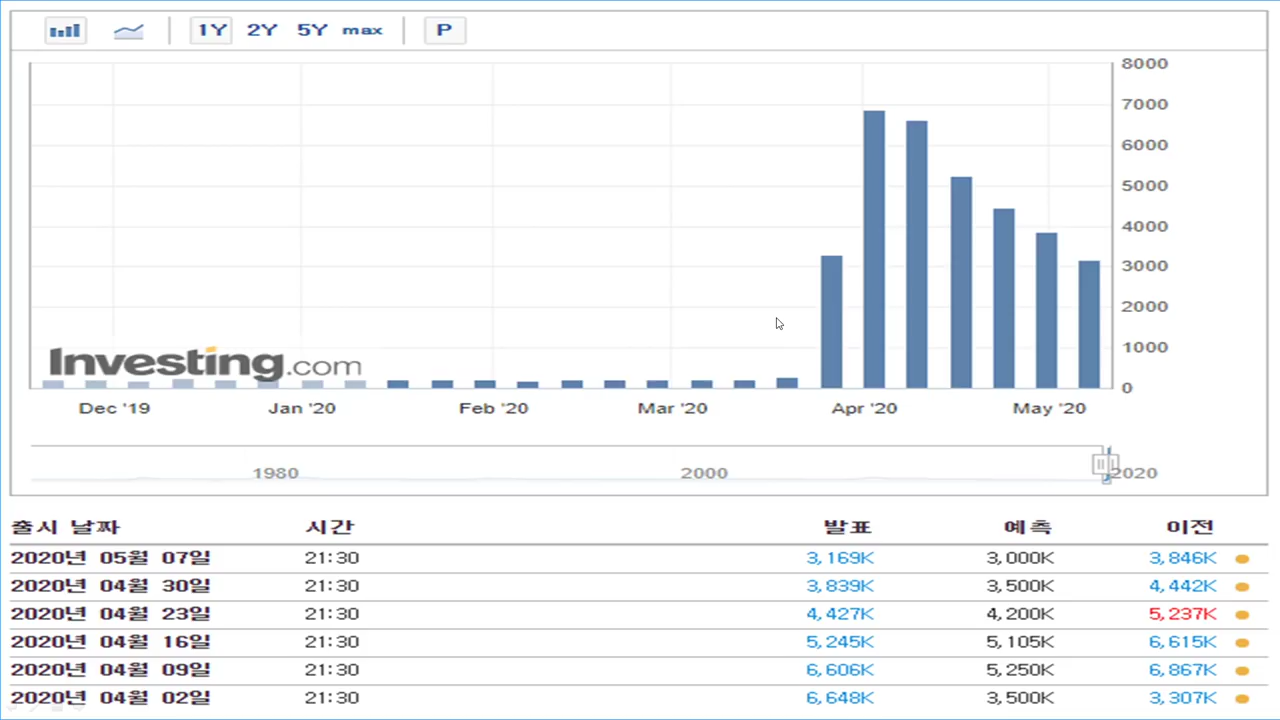 1Y 2Y 5Y max P
8000
7000
6000
5000
4000
3000
2000
1000
0
Investing.com
Dec '19 Jan '20 Feb '20 Mar '20 Apr '20 May '20
1980 2000 2020
출시 날짜 시간 발표 예측 이전
2020년 05월 07일 21:30 3,169K 3,000K 3,846K
2020년 04월 30일 21:30 3,839K 3,500K 4,442K
2020년 04월 23일 21:30 4,427K 4,200K 5,237K
2020년 04월 16일 21:30 5,245K 5,105K 6,615K
2020년 04월 09일 21:30 6,606K 5,250K 6,867K
2020년 04월 02일 21:30 6,648K 3,500K 3,307K